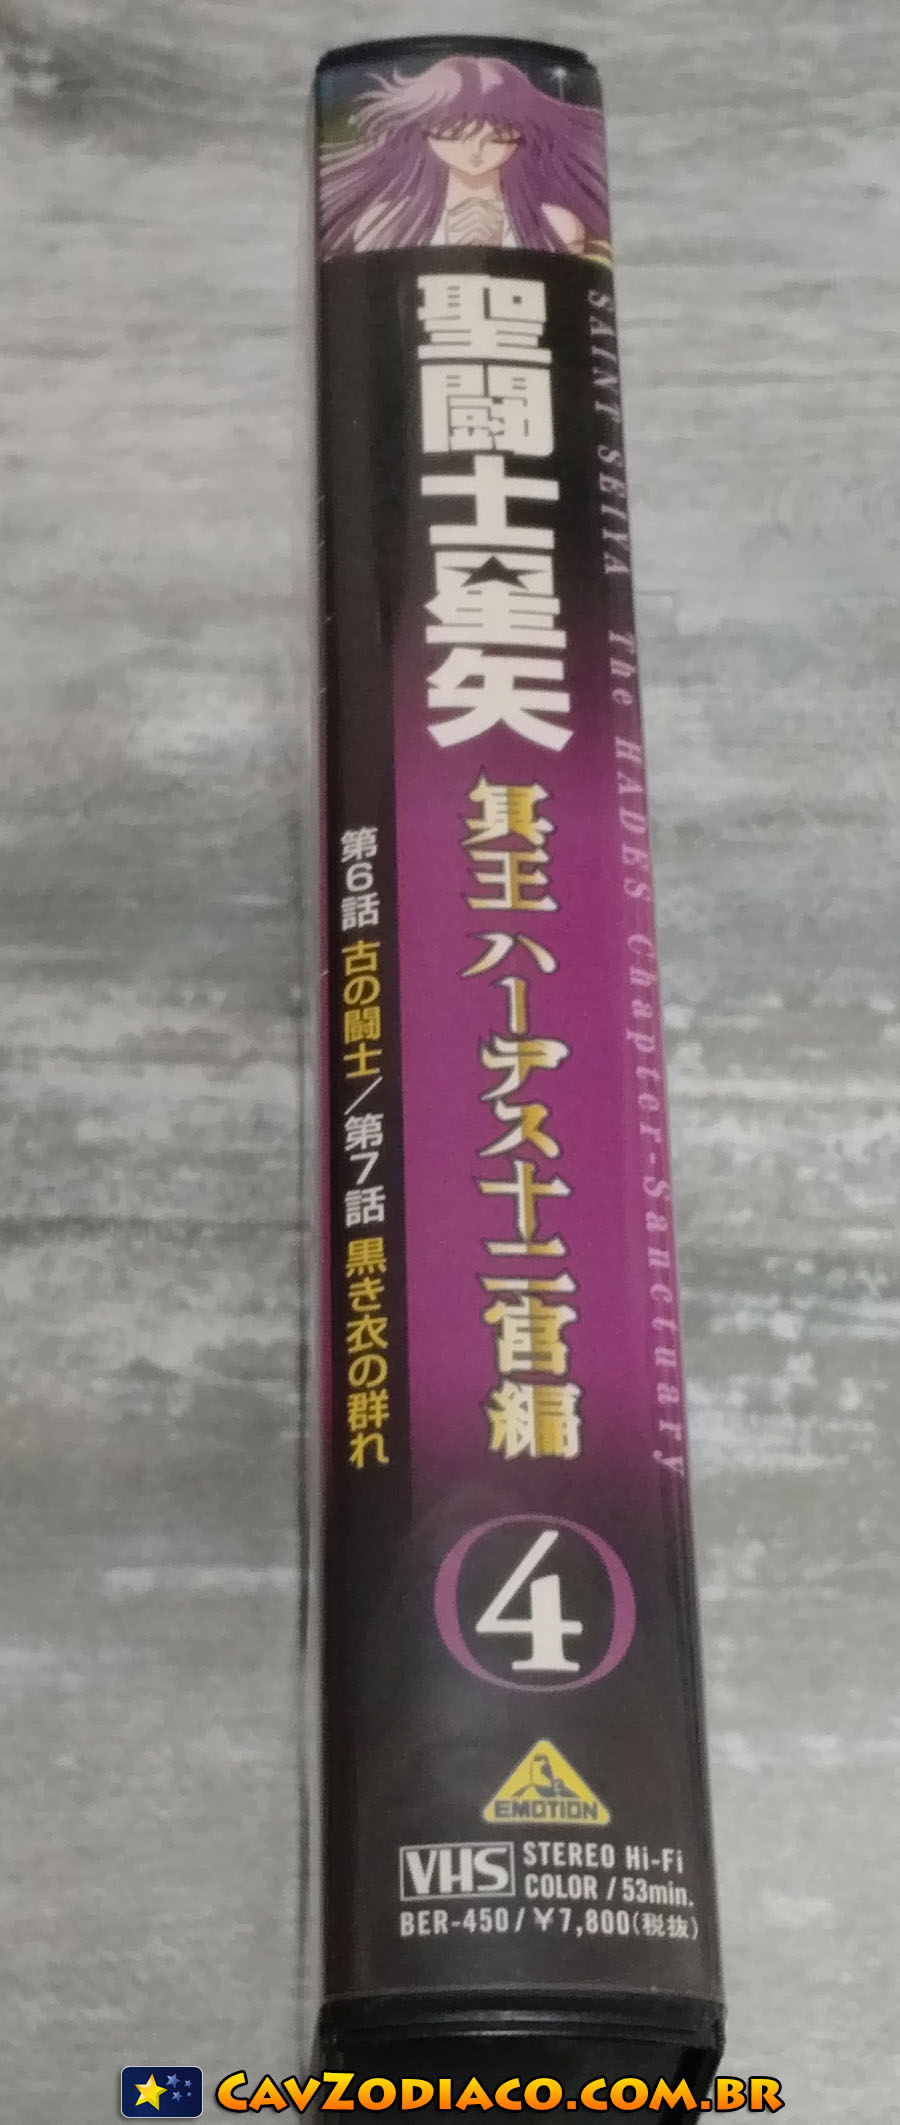 聖闘士星矢
SAINT SEIYA The HADES Chapter-Sanctuary
冥王 ハーデス十二宮編
第6話 古の闘士/第7話 黒き衣の群れ
4
EMOTION
VHS
STEREO Hi-Fi
COLOR / 53min.
BER-450/¥7,800(税抜)
CavZodiaco.com.br